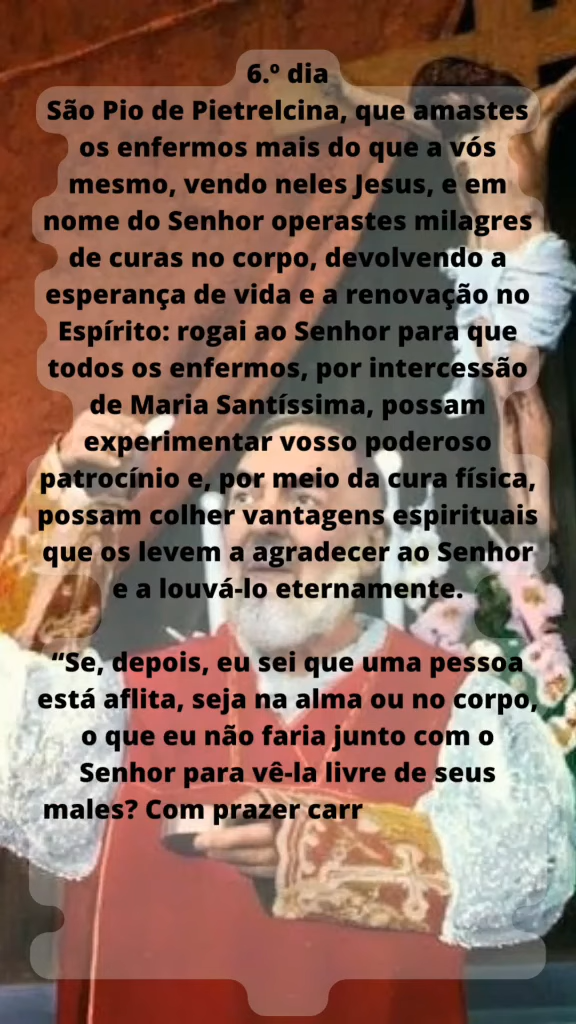 6.º dia
São Pio de Pietrelcina, que amastes
os enfermos mais do que a vós
mesmo, vendo neles Jesus, e em
nome do Senhor operastes milagres
de curas no corpo, devolvendo a
esperança de vida e a renovação no
Espírito: rogai ao Senhor para que
todos os enfermos, por intercessão
de Maria Santíssima, possam
experimentar vosso poderoso
patrocínio e, por meio da cura física,
possam colher vantagens espirituais
que os levem a agradecer ao Senhor
e a louvá-lo eternamente.
“Se, depois, eu sei que uma pessoa
está aflita, seja na alma ou no corpo,
o que eu não faria junto com o
Senhor para vê-la livre de seus
males? Com prazer carr